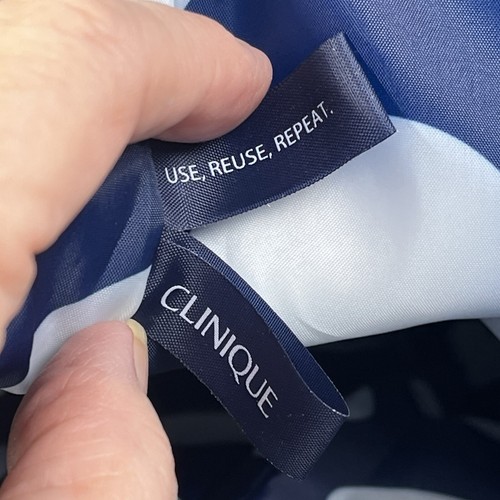 USE, REUSE, REPEAT.
CLINIQUE